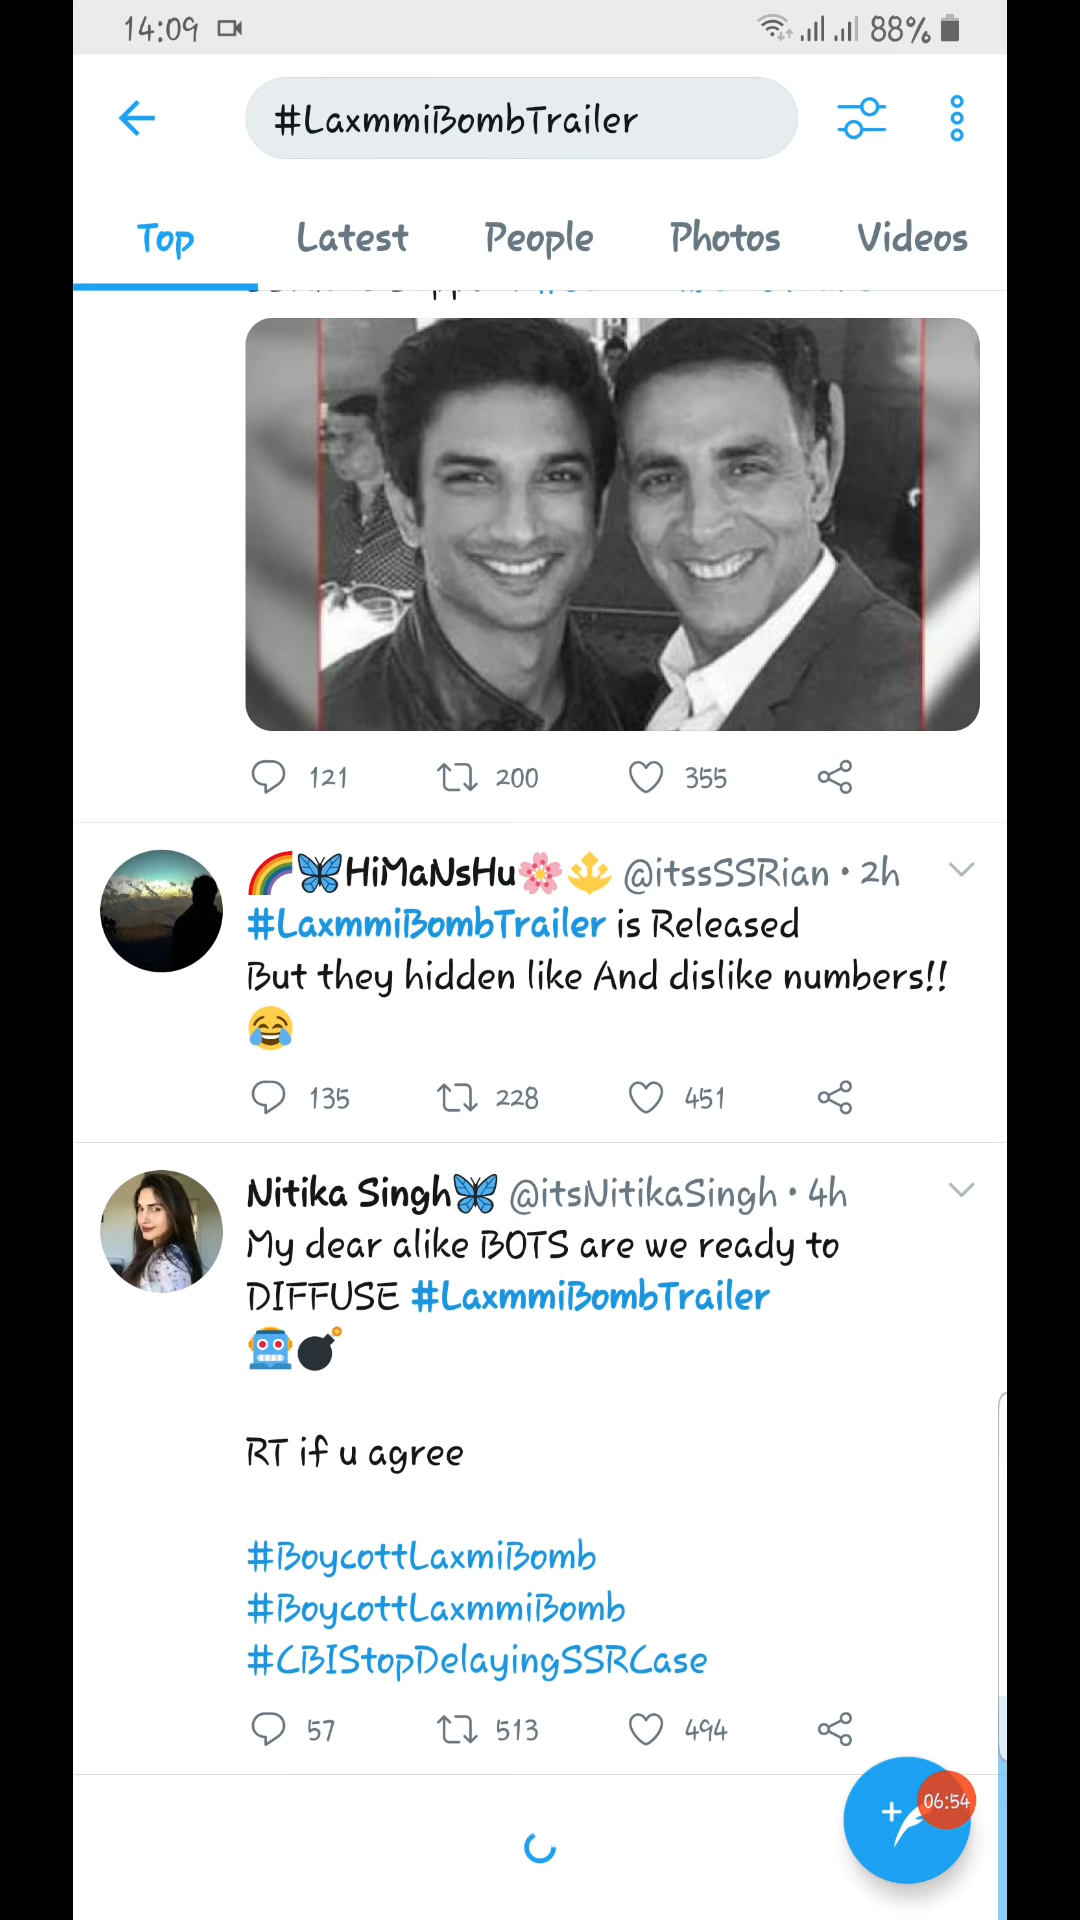 14:09 88%
#LaxmmiBombTrailer
Top Latest People Photos Videos
121 200 355
HiMaNsHu @itssSSRian · 2h
#LaxmmiBombTrailer is Released
But they hidden like And dislike numbers!!
😂
135 228 451
Nitika Singh @itsNitikaSingh · 4h
My dear alike BOTS are we ready to
DIFFUSE #LaxmmiBombTrailer
🤖💣
RT if u agree
#BoycottLaxmiBomb
#BoycottLaxmmiBomb
#CBIStopDelayingSSRCase
57 513 494
06:54